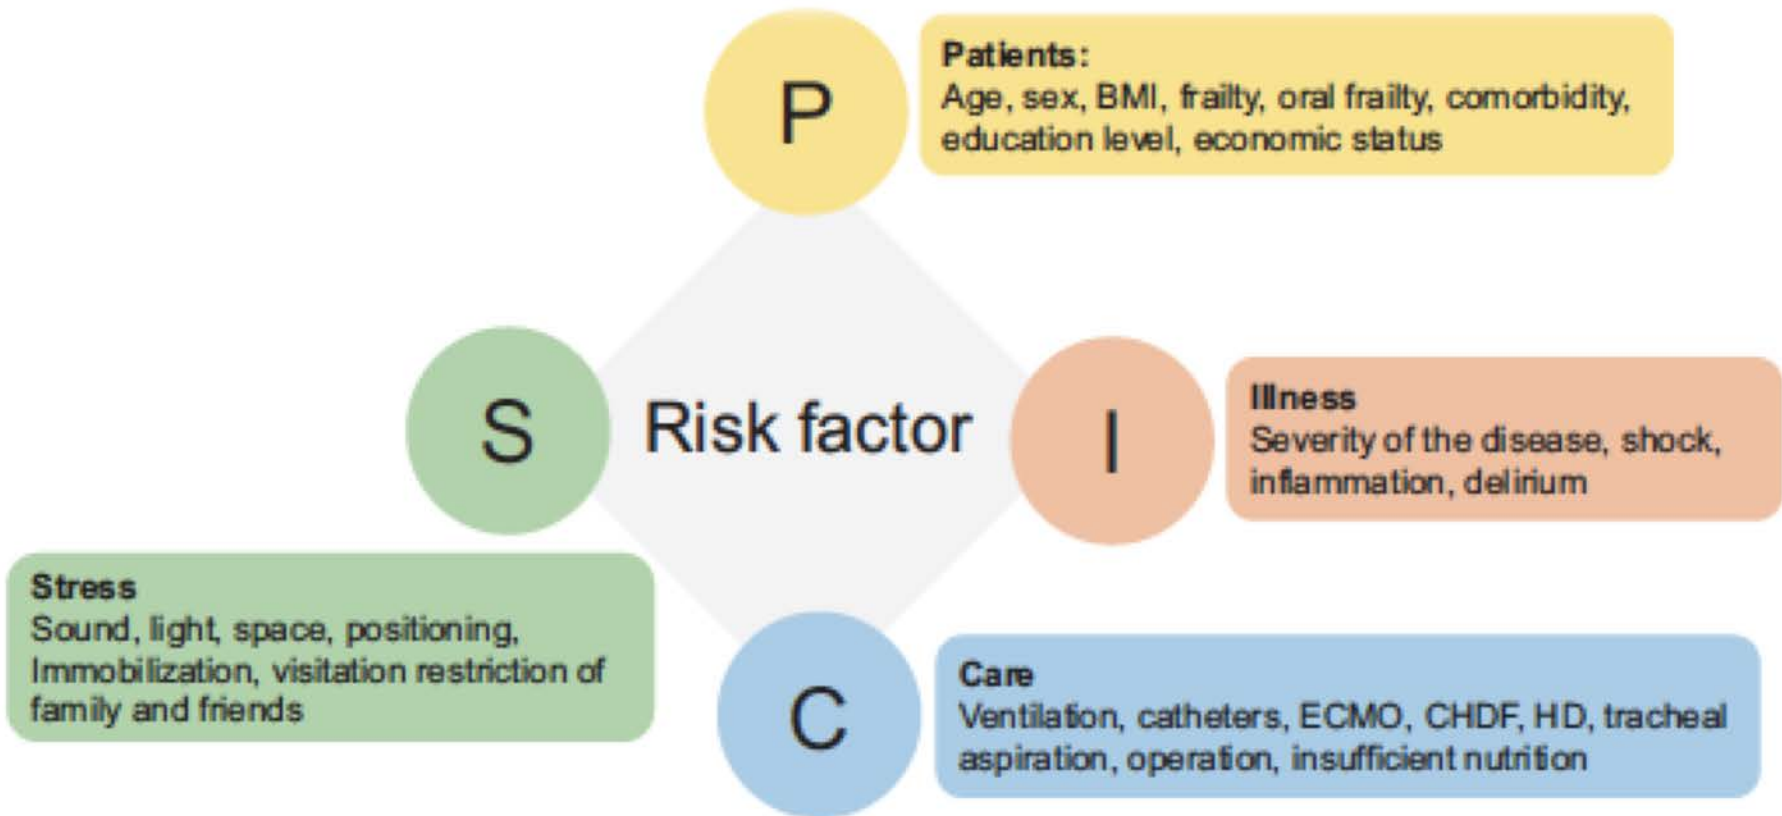 P
Patients:
Age, sex, BMI, frailty, oral frailty, comorbidity,
education level, economic status
S
Risk factor
I
Illness
Severity of the disease, shock,
inflammation, delirium
Stress
Sound, light, space, positioning,
Immobilization, visitation restriction of
family and friends
C
Care
Ventilation, catheters, ECMO, CHDF, HD, tracheal
aspiration, operation, insufficient nutrition